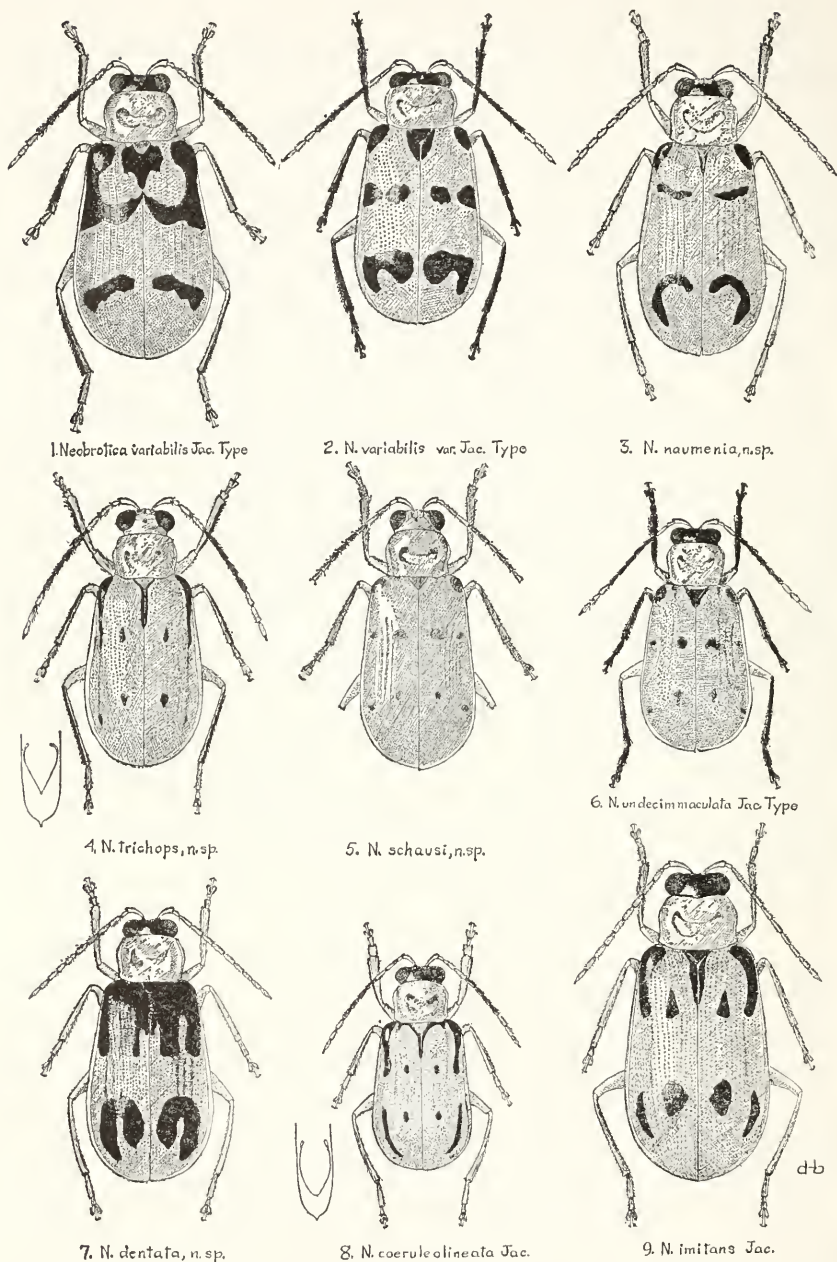 1. Neobrotica variabilis Jac. Type
2. N. variabilis var. Jac. Type
3. N. naumenia, n.sp.
4. N. trichops, n.sp.
5. N. schausi, n.sp.
6. N. undecimmaculata Jac. Type
7. N. dentata, n.sp.
8. N. coeruleolineata Jac.
9. N. imitans Jac.
d-b